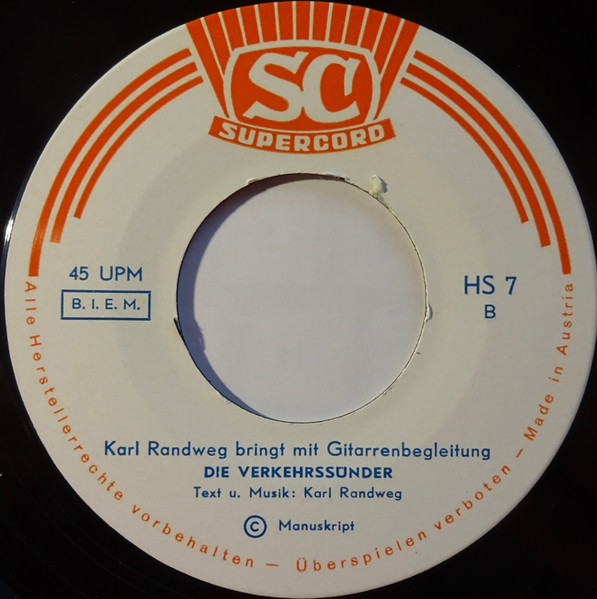 SC
SUPERCORD
45 UPM
B. I. E. M.
HS 7
B
Karl Randweg bringt mit Gitarrenbegleitung
DIE VERKEHRSSÜNDER
Text u. Musik: Karl Randweg
© Manuskript
Alle Herstellerrechte vorbehalten – Überspielen verboten – Made in Austria